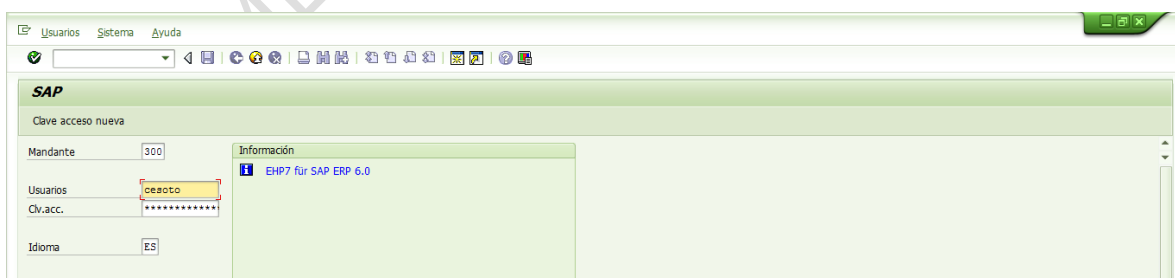 Usuarios Sistema Ayuda
SAP
Clave acceso nueva
Mandante 300
Información
EHP7 für SAP ERP 6.0
Usuarios cesoto
Clv.acc. *************
Idioma ES